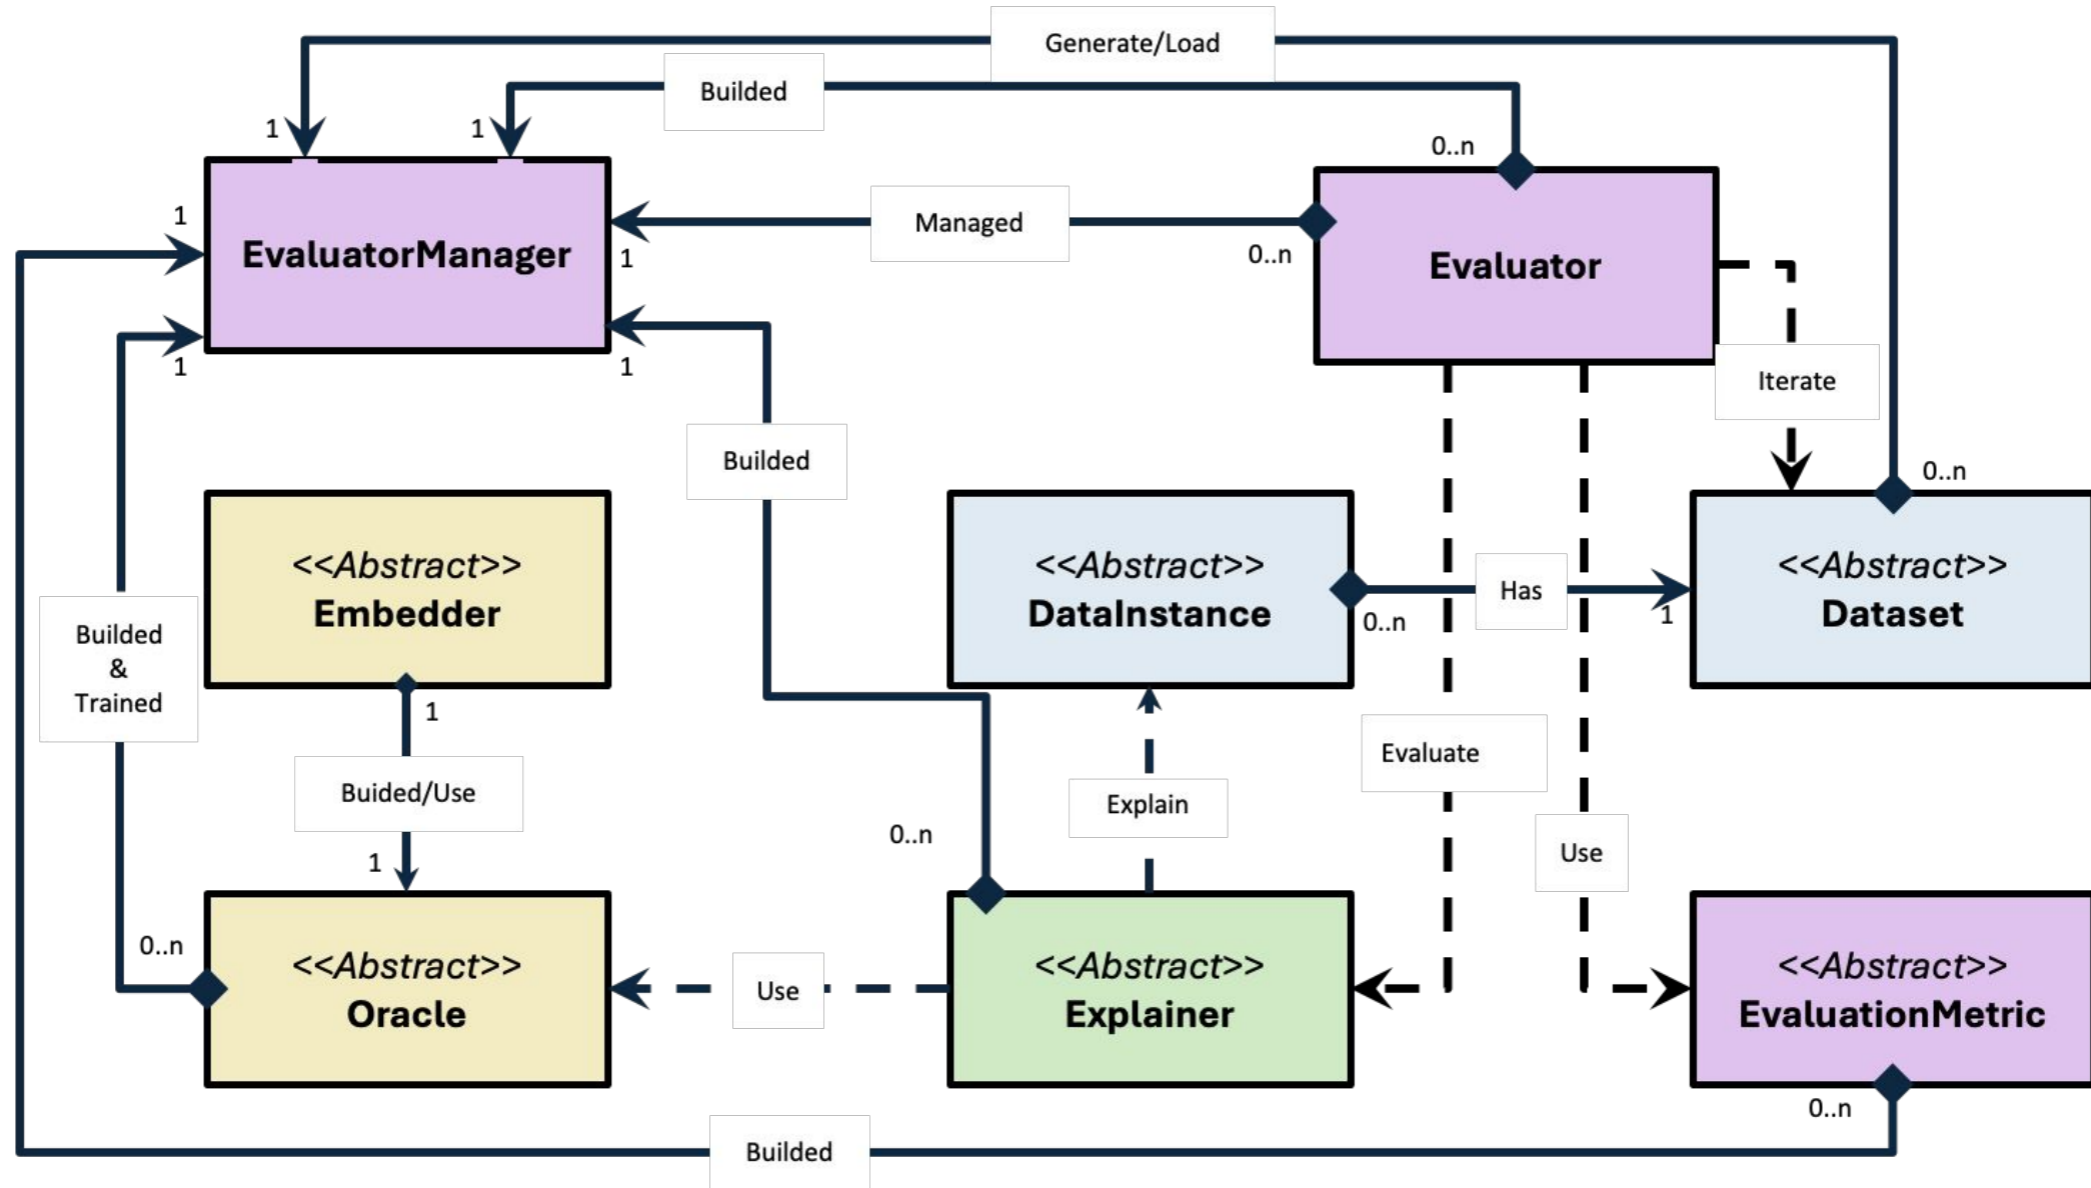 Generate/Load
Builded
1
1
0..n
1
Managed
EvaluatorManager
1
0..n
Evaluator
1
1
Iterate
Builded
0..n
<<Abstract>>
Embedder
<<Abstract>>
DataInstance
Has
0..n
1
<<Abstract>>
Dataset
Builded
&
Trained
1
Buided/Use
1
Evaluate
Explain
0..n
Use
0..n
<<Abstract>>
Oracle
Use
<<Abstract>>
Explainer
<<Abstract>>
EvaluationMetric
0..n
Builded